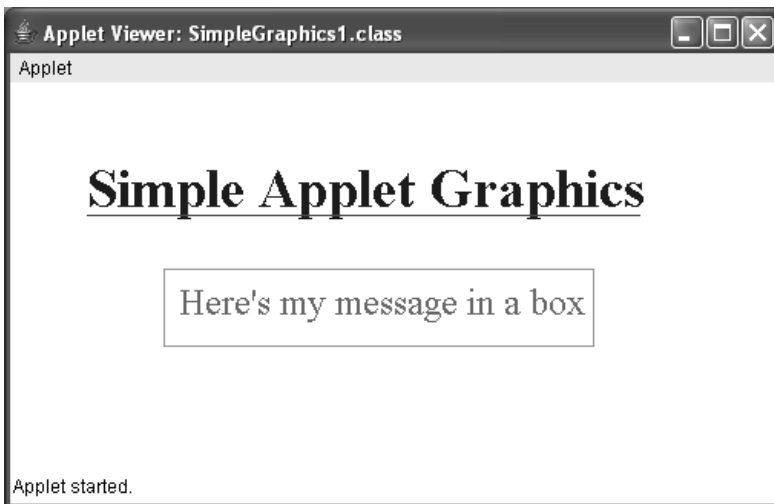 Applet Viewer: SimpleGraphics1.class
Applet
Simple Applet Graphics
Here's my message in a box
Applet started.